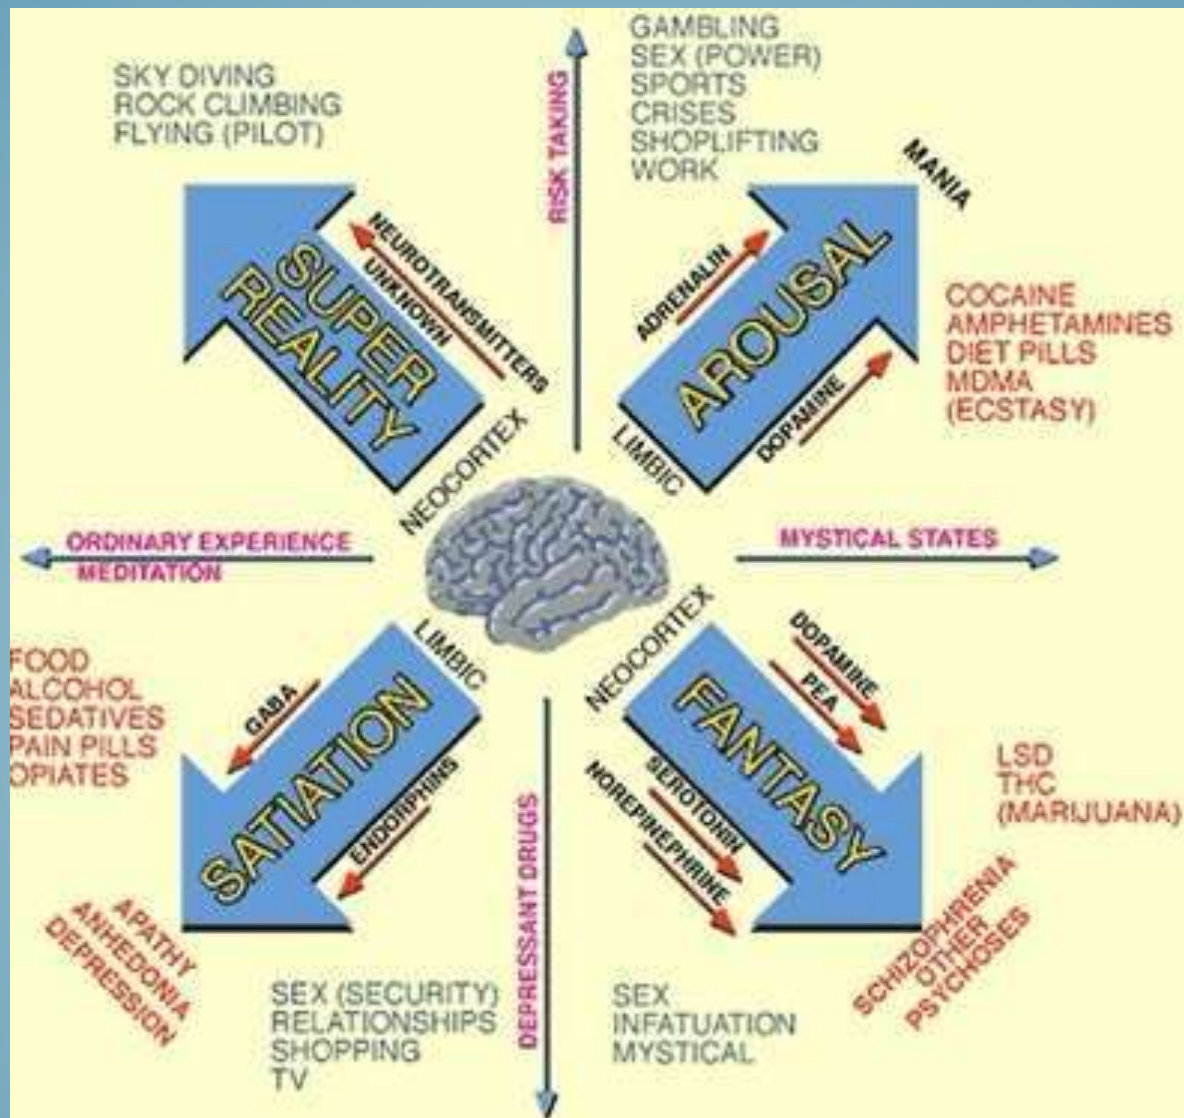 SKY DIVING
ROCK CLIMBING
FLYING (PILOT)
RISK TAKING
GAMBLING
SEX (POWER)
SPORTS
CRISES
SHOPLIFTING
WORK
MANIA
NEUROTRANSMITTERS
UNKNOWN
SUPER
REALITY
NEOCORTEX
ADRENALIN
AROUSAL
DOPAMINE
LIMBIC
COCAINE
AMPHETAMINES
DIET PILLS
MDMA
(ECSTASY)
ORDINARY EXPERIENCE
MEDITATION
MYSTICAL STATES
FOOD
ALCOHOL
SEDATIVES
PAIN PILLS
OPIATES
LIMBIC
GABA
SATIATION
ENDORPHINS
APATHY
ANHEDONIA
DEPRESSION
SEX (SECURITY)
RELATIONSHIPS
SHOPPING
TV
DEPRESSANT DRUGS
NEOCORTEX
DOPAMINE
PEA
FANTASY
SEROTONIN
NOREPINEPHRINE
LSD
THC
(MARIJUANA)
SCHIZOPHRENIA
OTHER
PSYCHOSES
SEX
INFATUATION
MYSTICAL